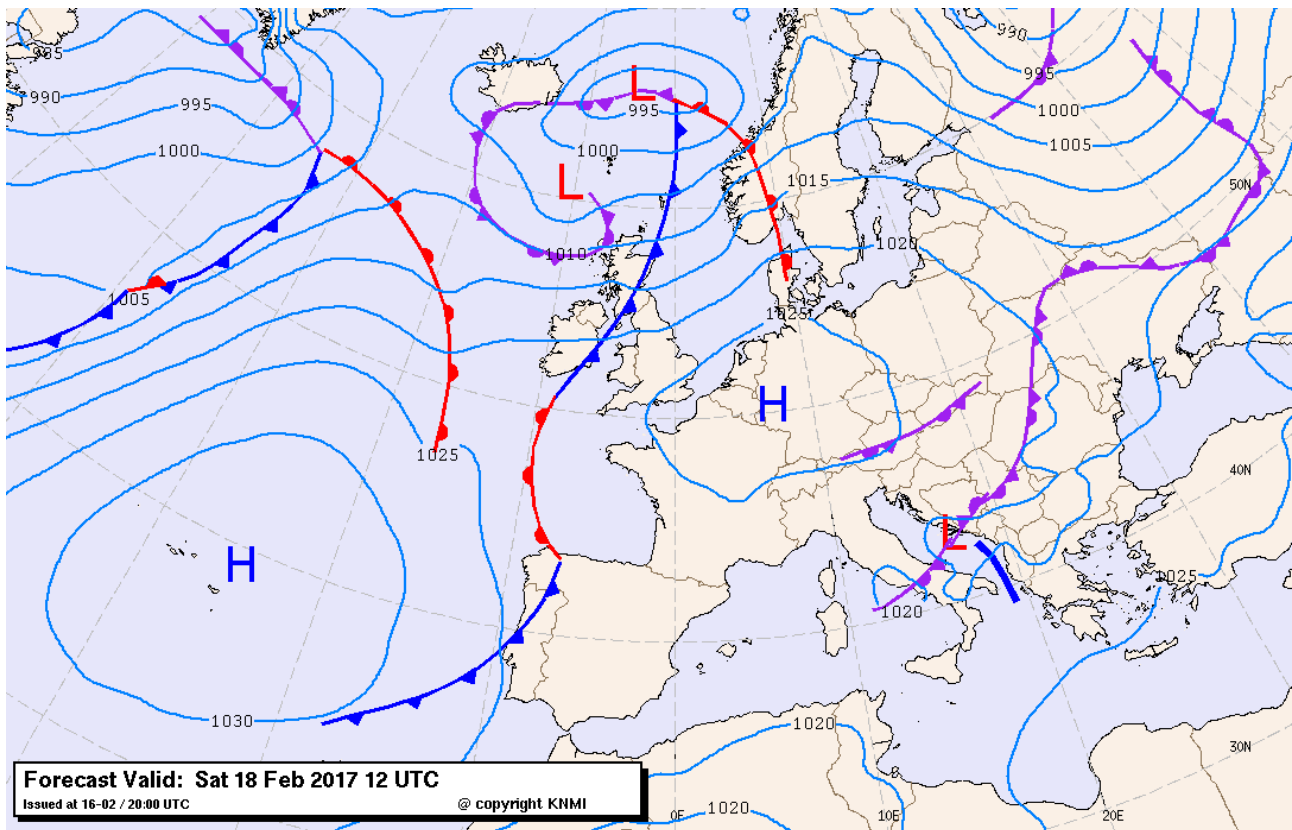 985
990
990
L
995
995
995
1000
L
1000
1005
1000
1015
50N
1010
1020
1005
1025
H
1025
40N
L
H
1025
1020
1030
1020
30N
Forecast Valid: Sat 18 Feb 2017 12 UTC
Issued at 16-02 / 20:00 UTC
@ copyright KNMI
1020
0E
10E
20E